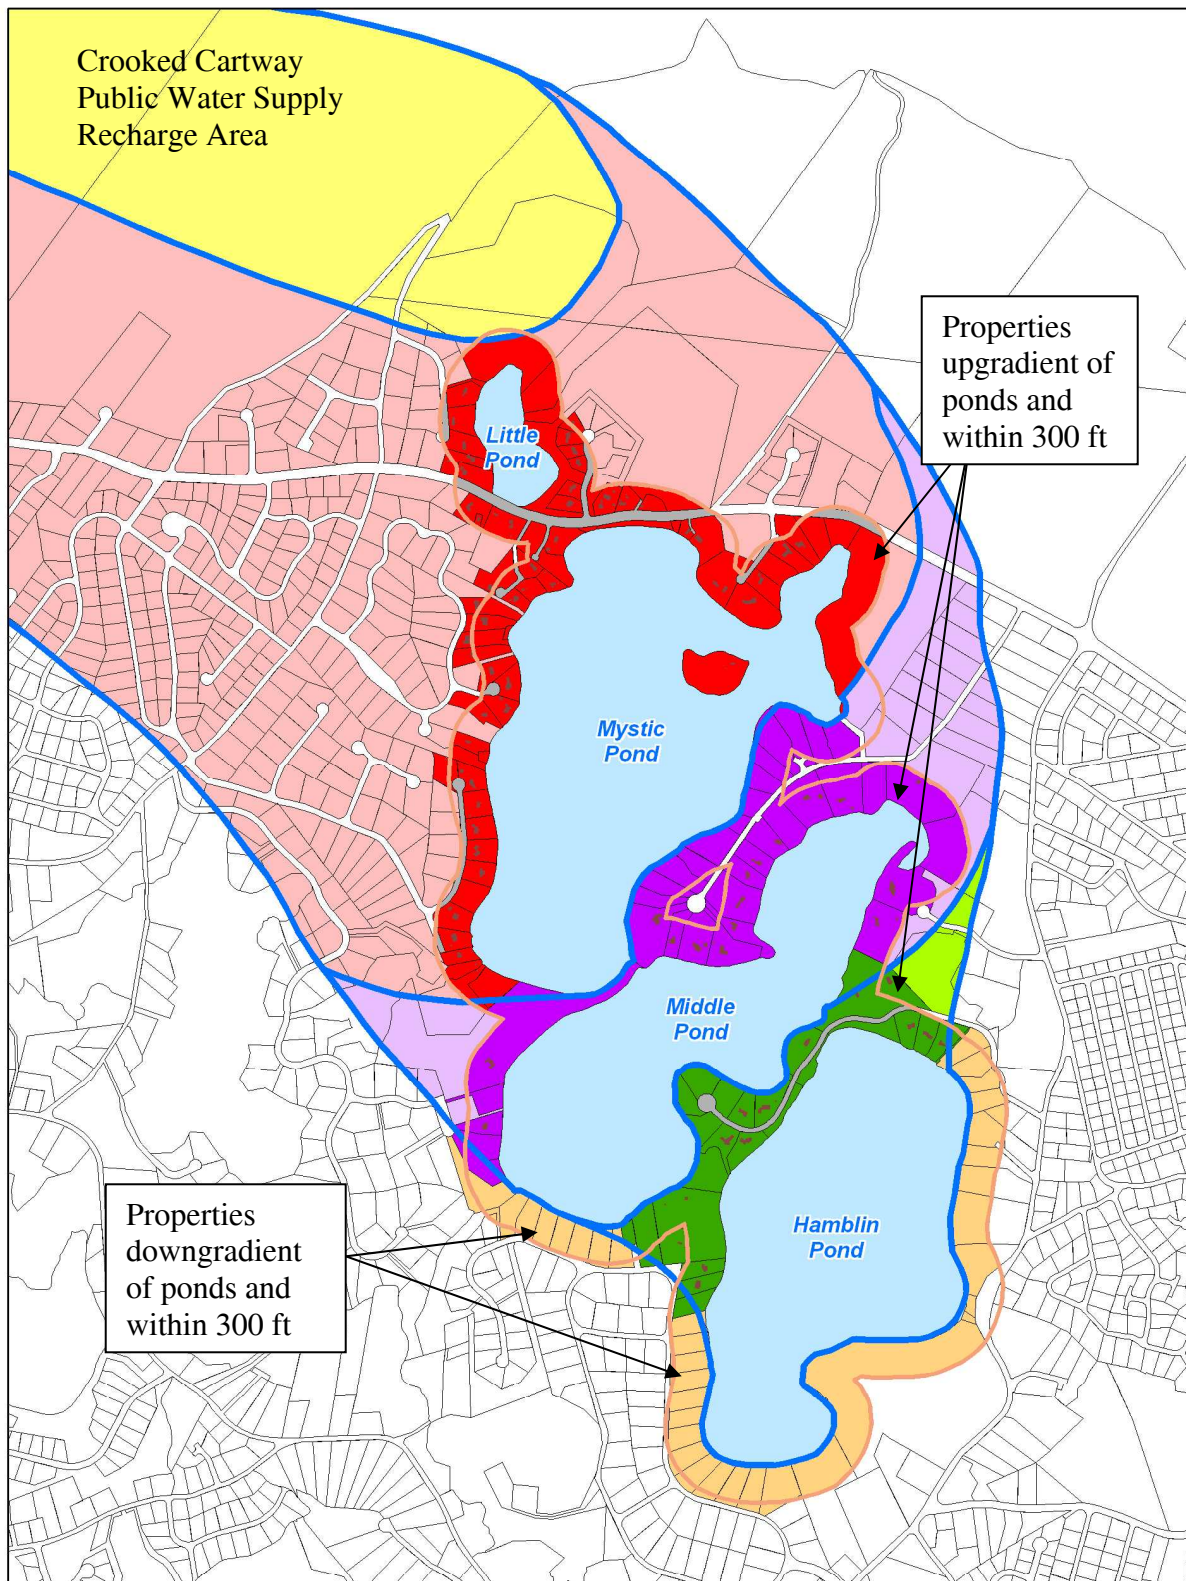 Crooked Cartway
Public Water Supply
Recharge Area
Properties
upgradient of
ponds and
within 300 ft
Little
Pond
Mystic
Pond
Middle
Pond
Hamblin
Pond
Properties
downgradient
of ponds and
within 300 ft